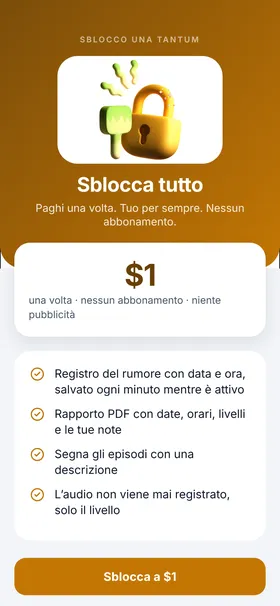 SBLOCCO UNA TANTUM
Sblocca tutto
Paghi una volta. Tuo per sempre. Nessun
abbonamento.
$1
una volta · nessun abbonamento · niente
pubblicità
Registro del rumore con data e ora,
salvato ogni minuto mentre è attivo
Rapporto PDF con date, orari, livelli
e le tue note
Segna gli episodi con una
descrizione
L’audio non viene mai registrato,
solo il livello
Sblocca a $1